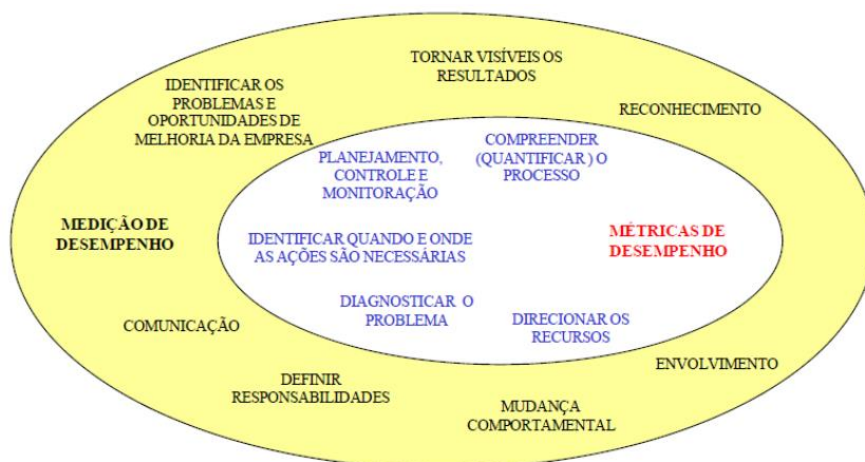 TORNAR VISÍVEIS OS
RESULTADOS
IDENTIFICAR OS
PROBLEMAS E
OPORTUNIDADES DE
MELHORIA DA EMPRESA
RECONHECIMENTO
PLANEJAMENTO,
CONTROLE E
MONITORAÇÃO
COMPREENDER
(QUANTIFICAR ) O
PROCESSO
MEDIÇÃO DE
DESEMPENHO
IDENTIFICAR QUANDO E ONDE
AS AÇÕES SÃO NECESSÁRIAS
MÉTRICAS DE
DESEMPENHO
DIAGNOSTICAR O
PROBLEMA
DIRECIONAR OS
RECURSOS
COMUNICAÇÃO
ENVOLVIMENTO
DEFINIR
RESPONSABILIDADES
MUDANÇA
COMPORTAMENTAL